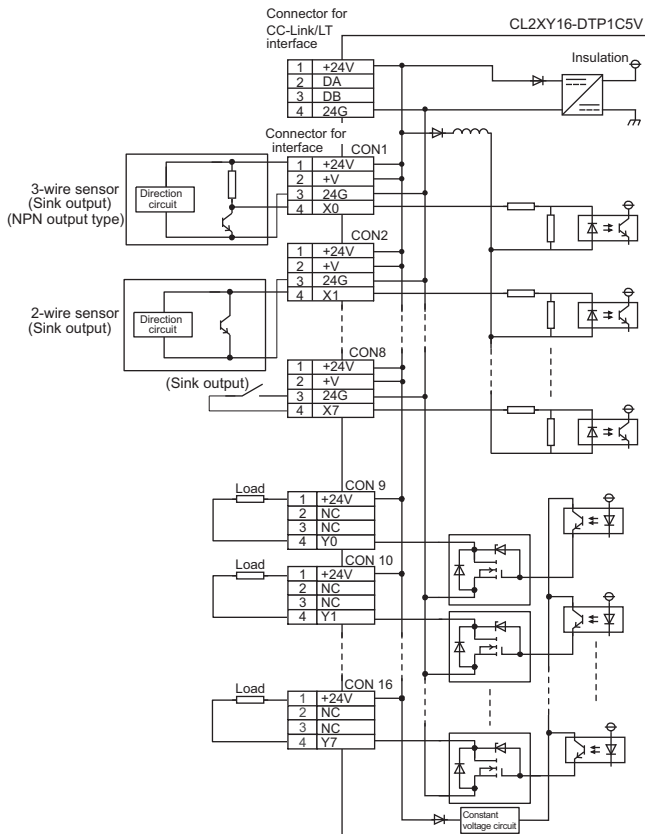 Connector for
CC-Link/LT
interface
CL2XY16-DTP1C5V
Insulation
1 +24V
2 DA
3 DB
4 24G
Connector for
interface
CON1
1 +24V
2 +V
3 24G
4 X0
3-wire sensor
(Sink output)
(NPN output type)
Direction
circuit
CON2
1 +24V
2 +V
3 24G
4 X1
2-wire sensor
(Sink output)
Direction
circuit
CON8
1 +24V
2 +V
3 24G
4 X7
(Sink output)
CON 9
Load
1 +24V
2 NC
3 NC
4 Y0
CON 10
Load
1 +24V
2 NC
3 NC
4 Y1
CON 16
Load
1 +24V
2 NC
3 NC
4 Y7
Constant
voltage circuit